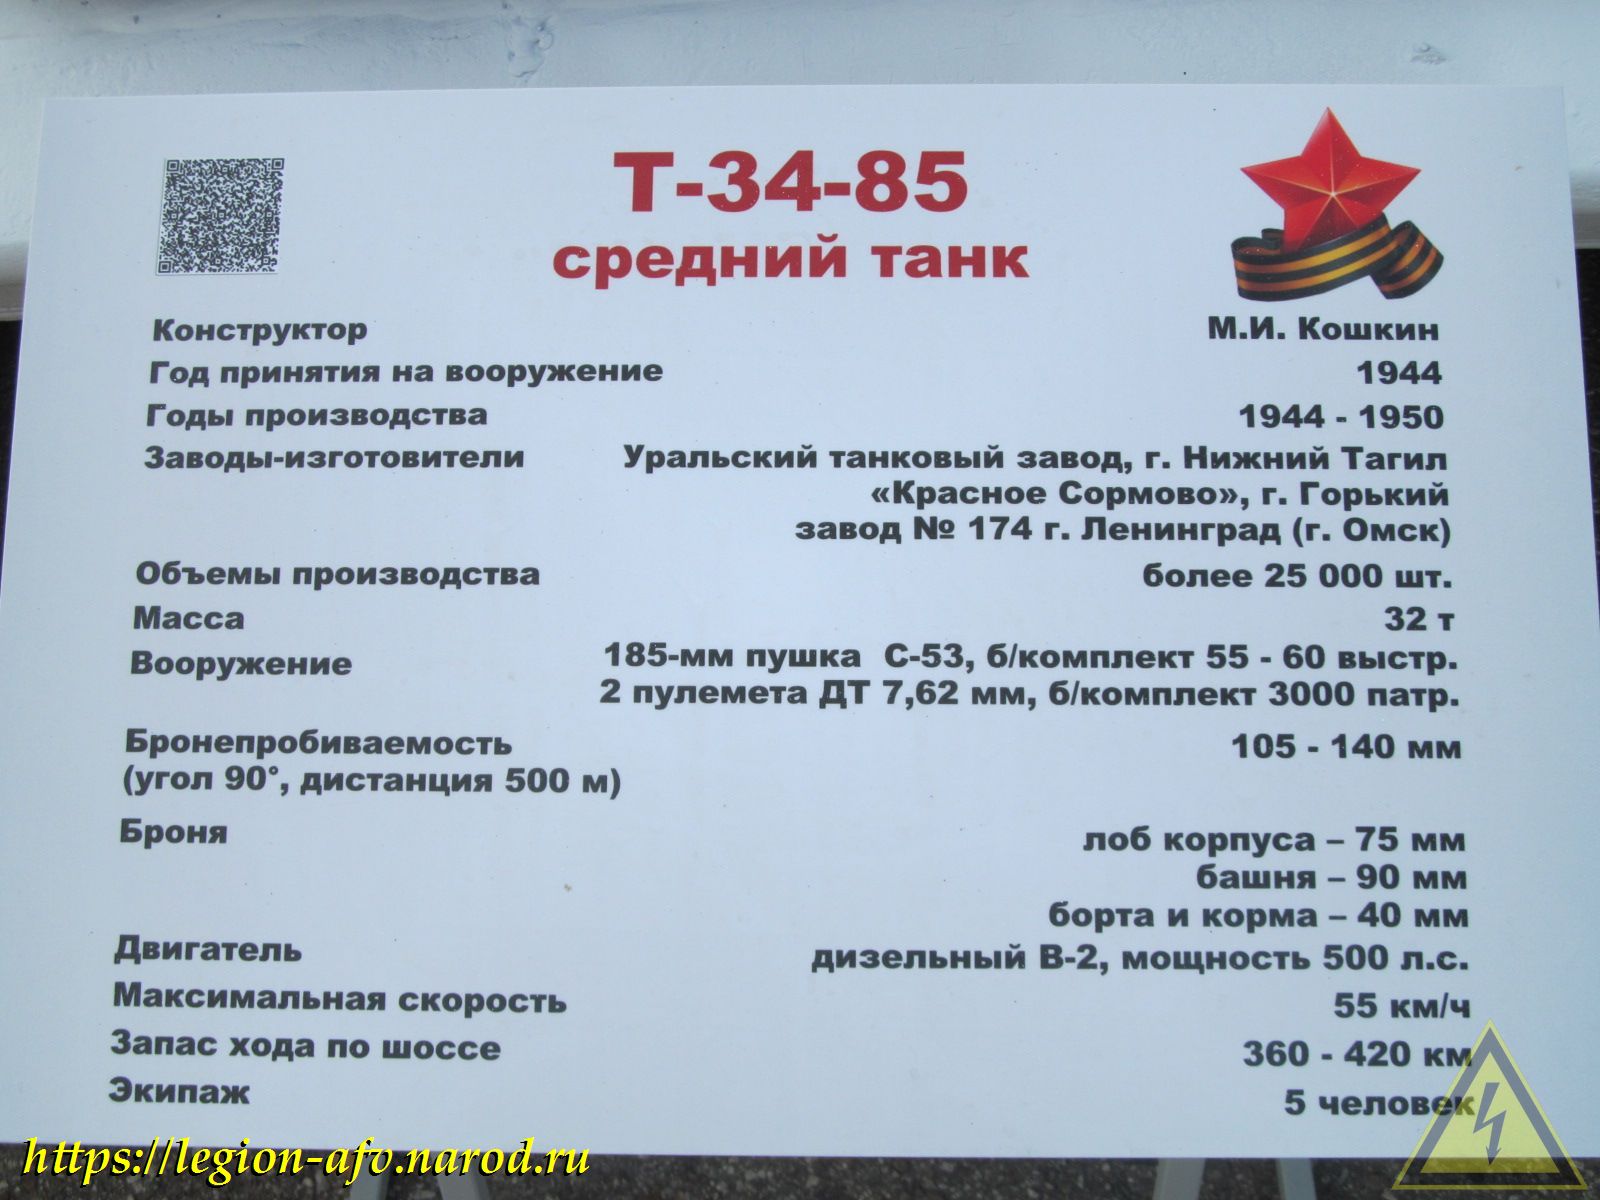 Т-34-85
средний танк
Конструктор М.И. Кошкин
Год принятия на вооружение 1944
Годы производства 1944 - 1950
Заводы-изготовители Уральский танковый завод, г. Нижний Тагил
«Красное Сормово», г. Горький
завод № 174 г. Ленинград (г. Омск)
Объемы производства более 25 000 шт.
Масса 32 т
Вооружение 185-мм пушка С-53, б/комплект 55 - 60 выстр.
2 пулемета ДТ 7,62 мм, б/комплект 3000 патр.
Бронепробиваемость 105 - 140 мм
(угол 90°, дистанция 500 м)
Броня лоб корпуса – 75 мм
башня – 90 мм
борта и корма – 40 мм
Двигатель дизельный В-2, мощность 500 л.с.
Максимальная скорость 55 км/ч
Запас хода по шоссе 360 - 420 км
Экипаж 5 человек
https://legion-afv.narod.ru